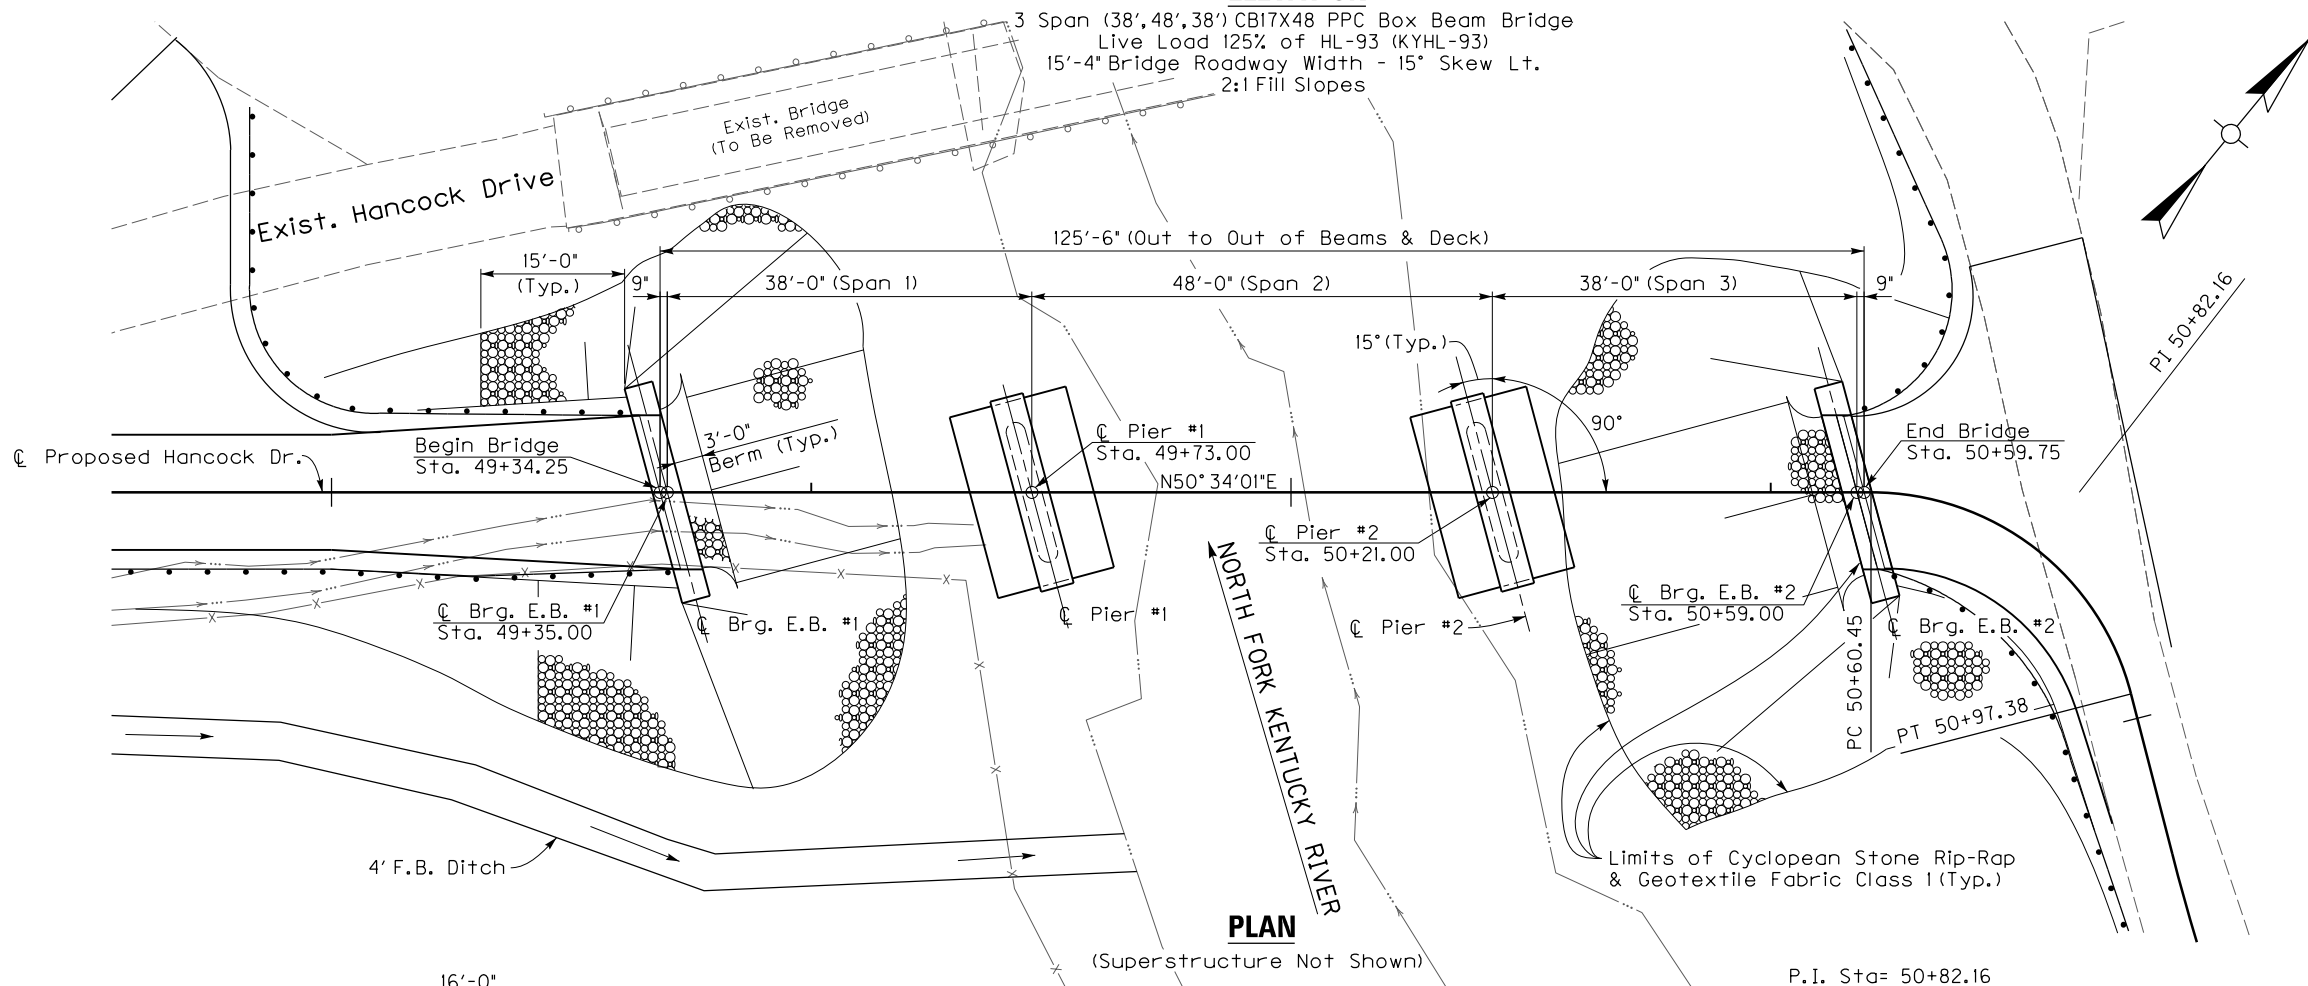 3 Span (38',48',38') CB17X48 PPC Box Beam Bridge
Live Load 125% of HL-93 (KYHL-93)
15'-4" Bridge Roadway Width - 15° Skew Lt.
2:1 Fill Slopes
Exist. Bridge
(To Be Removed)
Exist. Hancock Drive
125'-6" (Out to Out of Beams & Deck)
15'-0"
(Typ.)
9"
38'-0" (Span 1)
48'-0" (Span 2)
38'-0" (Span 3)
9"
PI 50+82.16
15° (Typ.)
90°
3'-0"
Berm (Typ.)
Begin Bridge
Sta. 49+34.25
℄ Proposed Hancock Dr.
℄ Pier #1
Sta. 49+73.00
N50° 34'01"E
End Bridge
Sta. 50+59.75
℄ Pier #2
Sta. 50+21.00
℄ Brg. E.B. #1
Sta. 49+35.00
℄ Brg. E.B. #1
℄ Pier #1
℄ Pier #2
℄ Brg. E.B. #2
Sta. 50+59.00
℄ Brg. E.B. #2
NORTH FORK KENTUCKY RIVER
PC 50+60.45
PT 50+97.38
4' F.B. Ditch
Limits of Cyclopean Stone Rip-Rap
& Geotextile Fabric Class 1 (Typ.)
PLAN
(Superstructure Not Shown)
16'-0"
P.I. Sta= 50+82.16